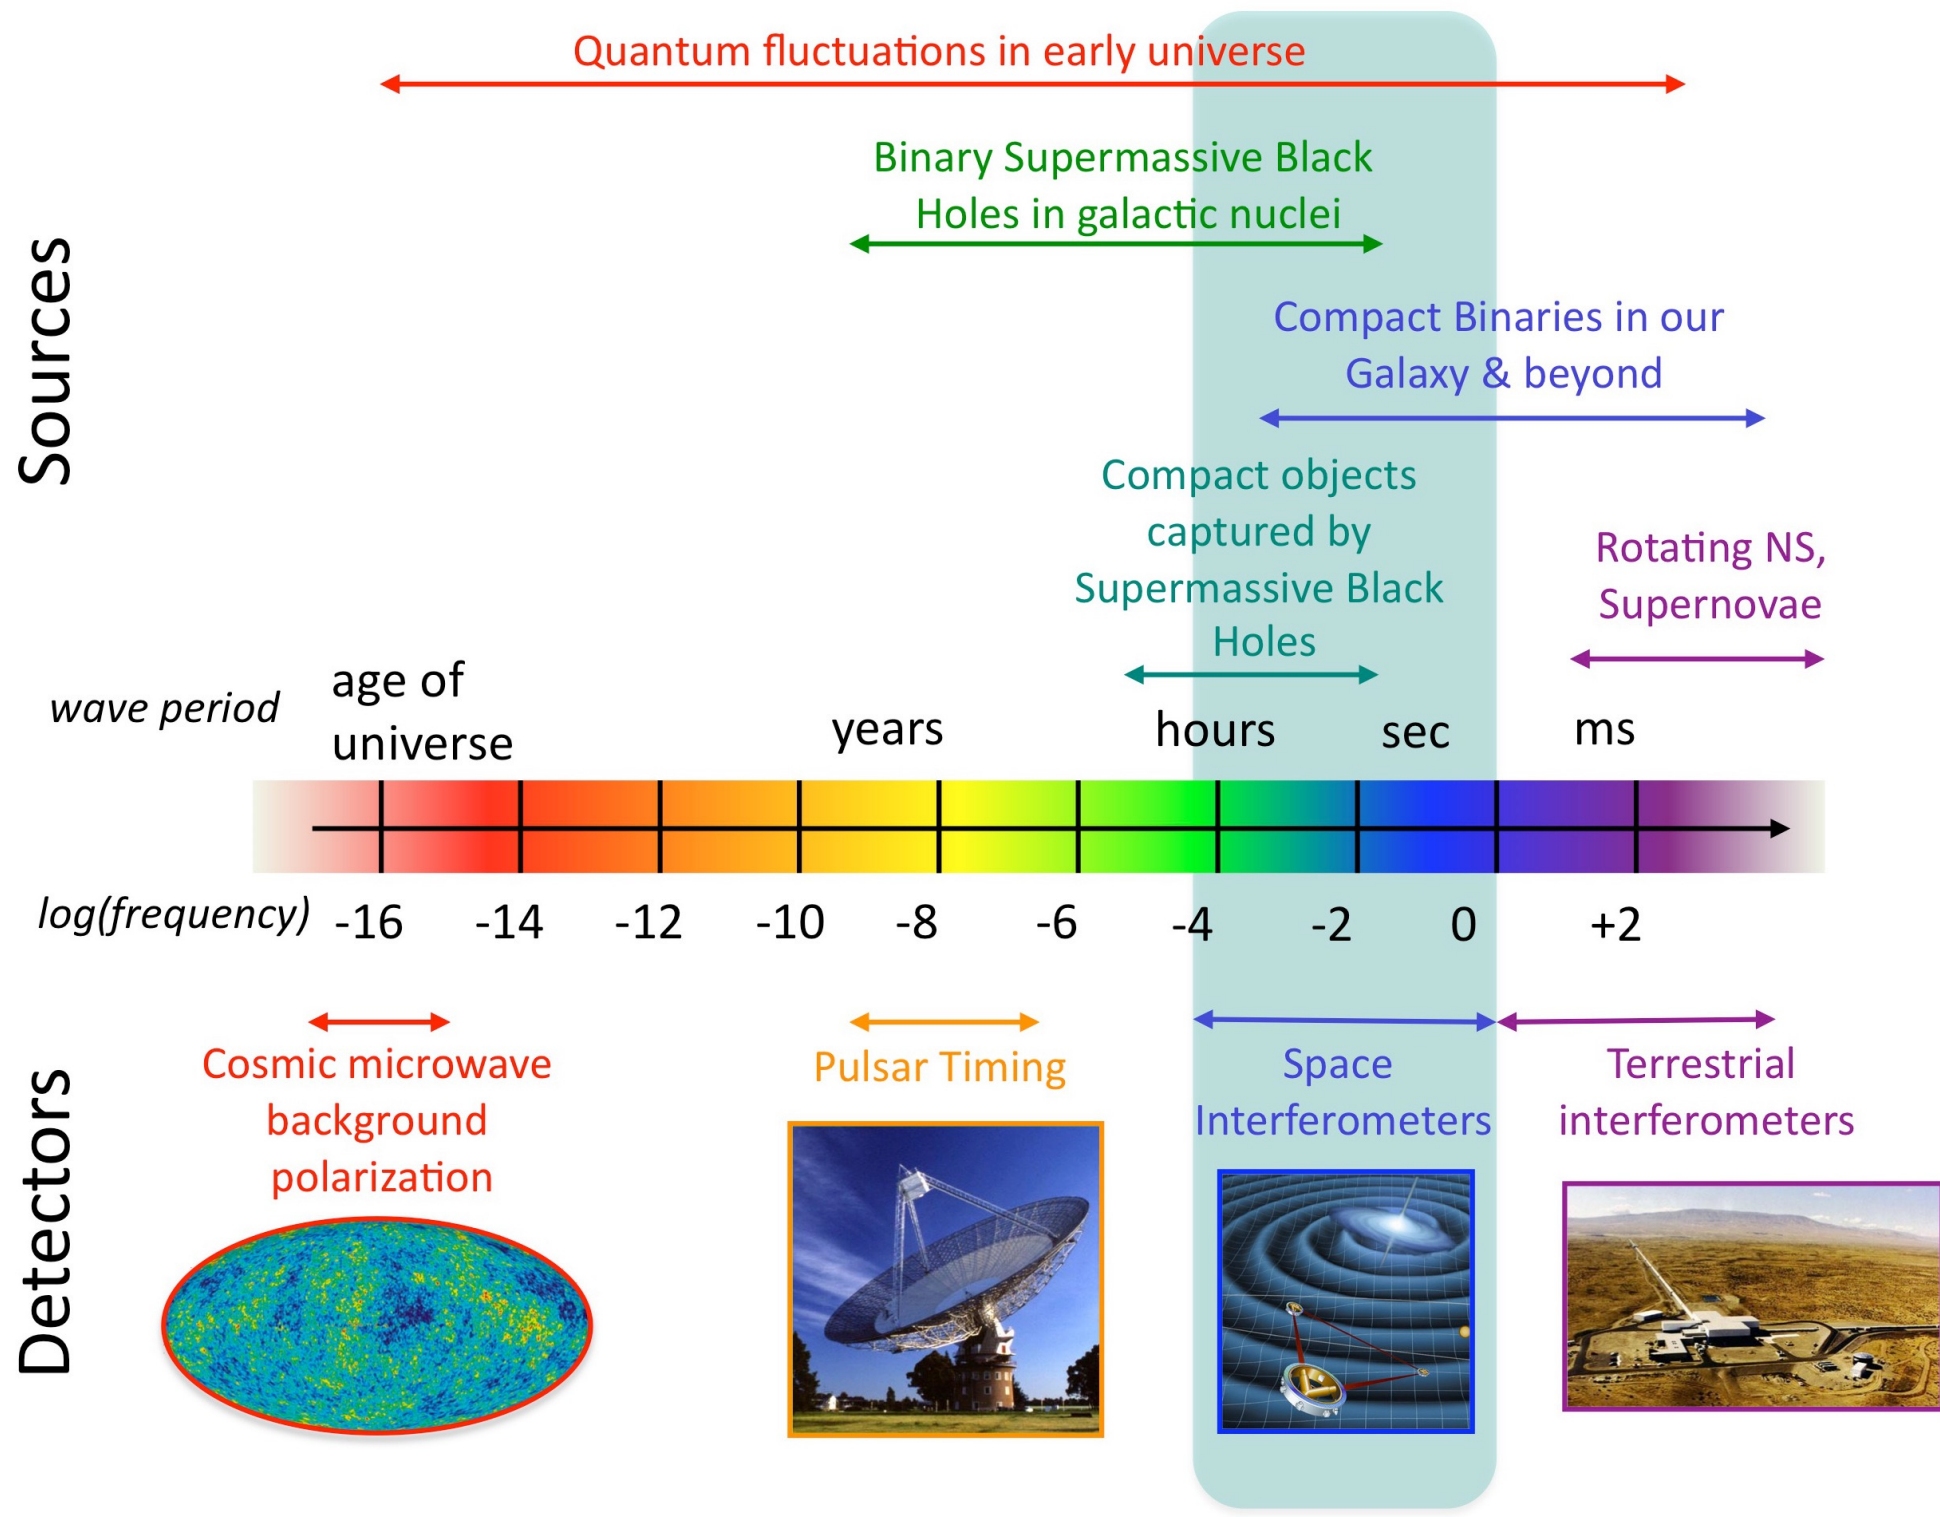 Quantum fluctuations in early universe
Binary Supermassive Black
Holes in galactic nuclei
Compact Binaries in our
Galaxy & beyond
Compact objects
captured by
Supermassive Black
Holes
Rotating NS,
Supernovae
Sources
wave period
age of
universe
years
hours
sec
ms
log(frequency)
-16
-14
-12
-10
-8
-6
-4
-2
0
+2
Detectors
Cosmic microwave
background
polarization
Pulsar Timing
Space
Interferometers
Terrestrial
interferometers